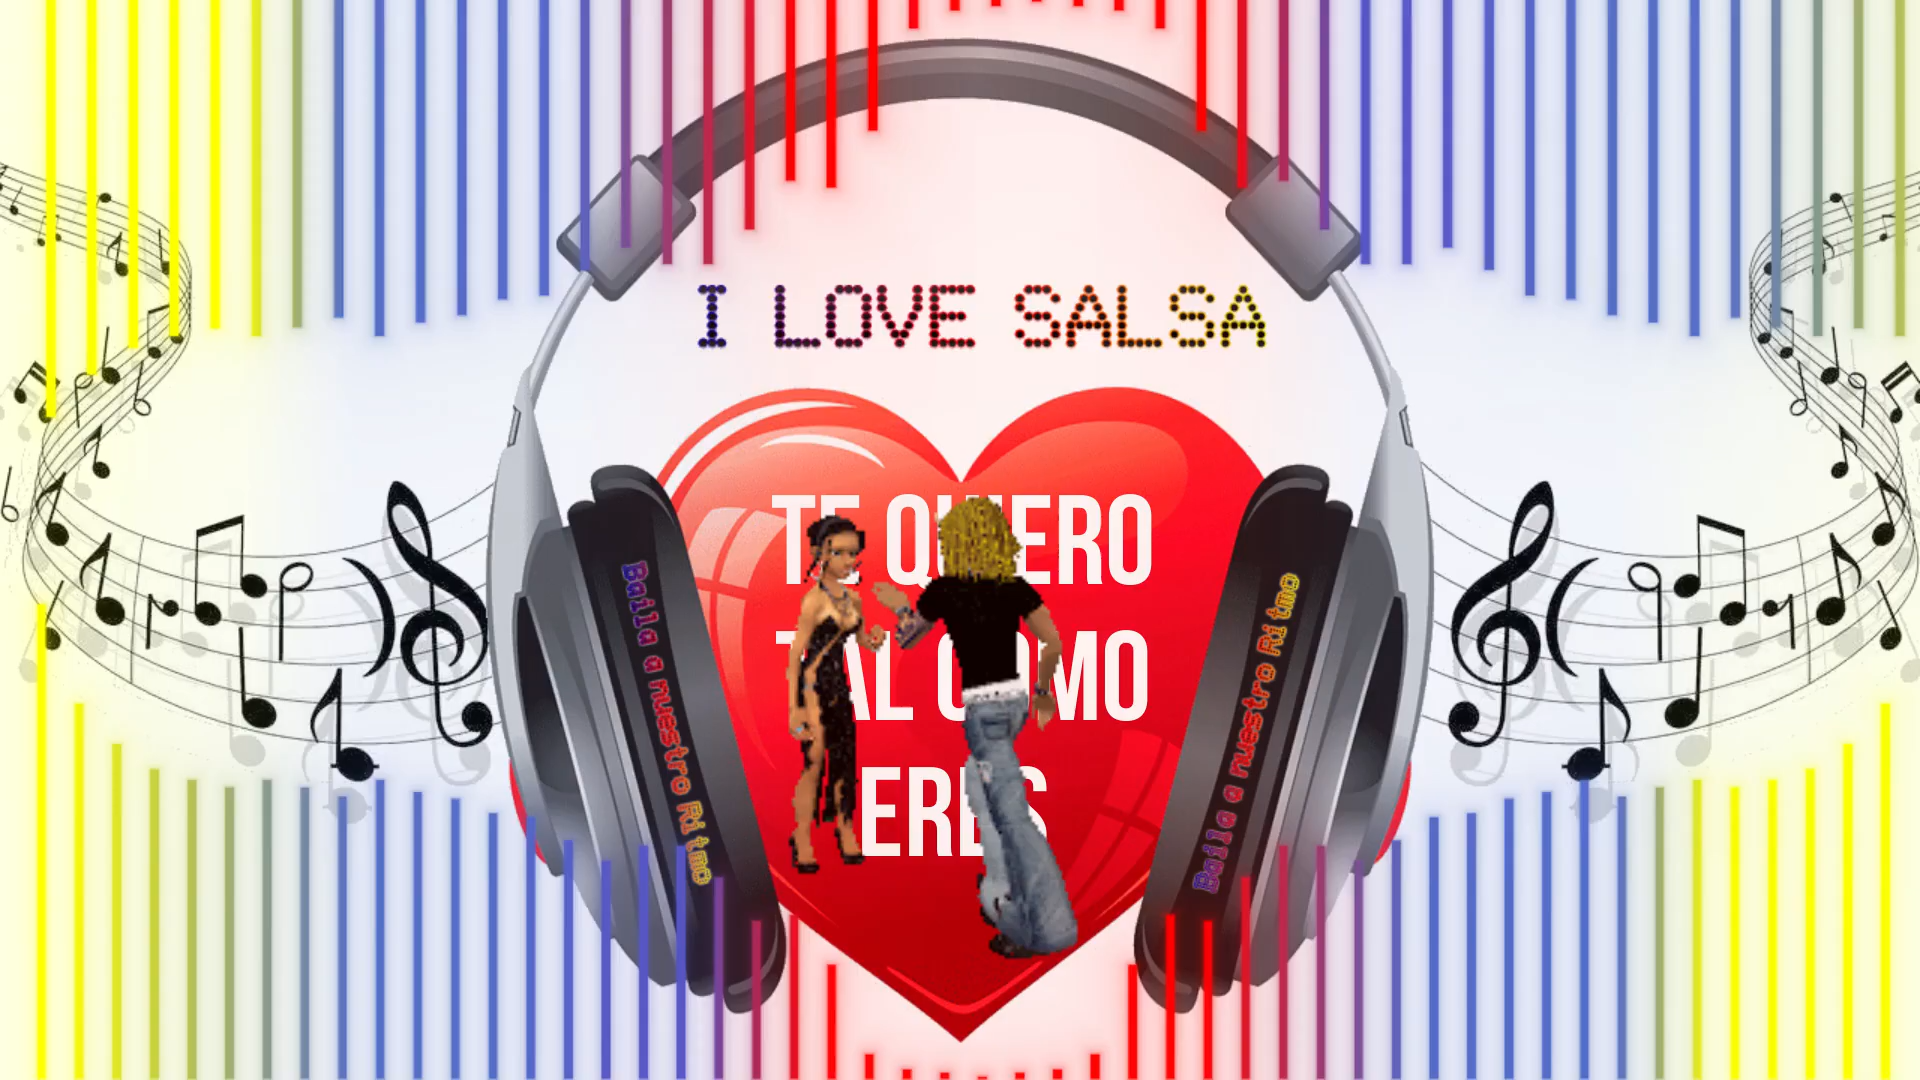 I LOVE SALSA
TE QUIERO
TAL COMO
ERES
Baila a nuestro Ritmo
Baila a nuestro Ritmo